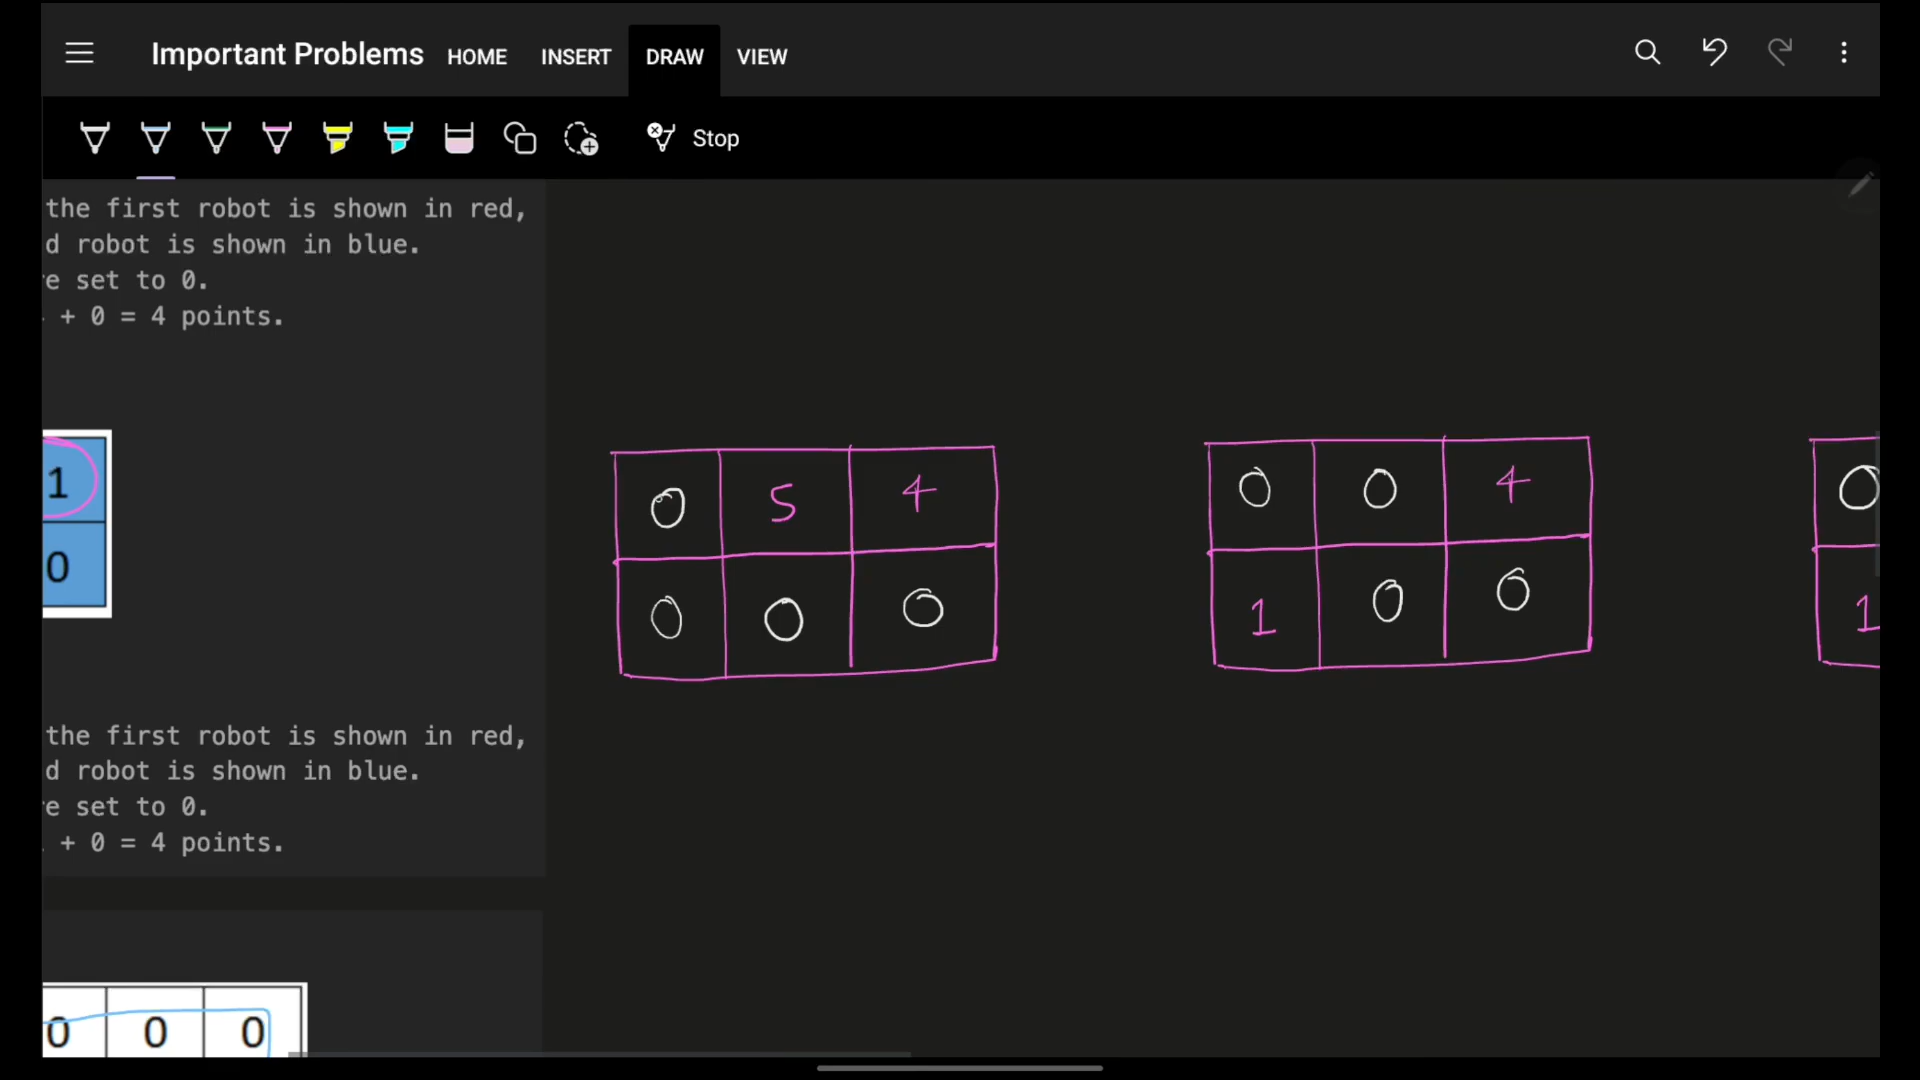 Important Problems HOME INSERT DRAW VIEW
Stop
the first robot is shown in red,
d robot is shown in blue.
e set to 0.
+ 0 = 4 points.
1
0
the first robot is shown in red,
d robot is shown in blue.
e set to 0.
+ 0 = 4 points.
0 0 0
0 5 4
0 0 0
0 0 4
1 0 0
0
1